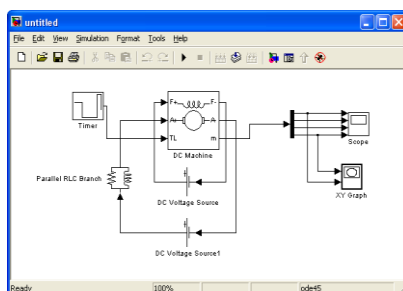 untitled
File Edit View Simulation Format Tools Help
F+ F-
A+ A-
TL m
Timer
DC Machine
Scope
Parallel RLC Branch
DC Voltage Source
XY Graph
DC Voltage Source1
Ready 100% ode45